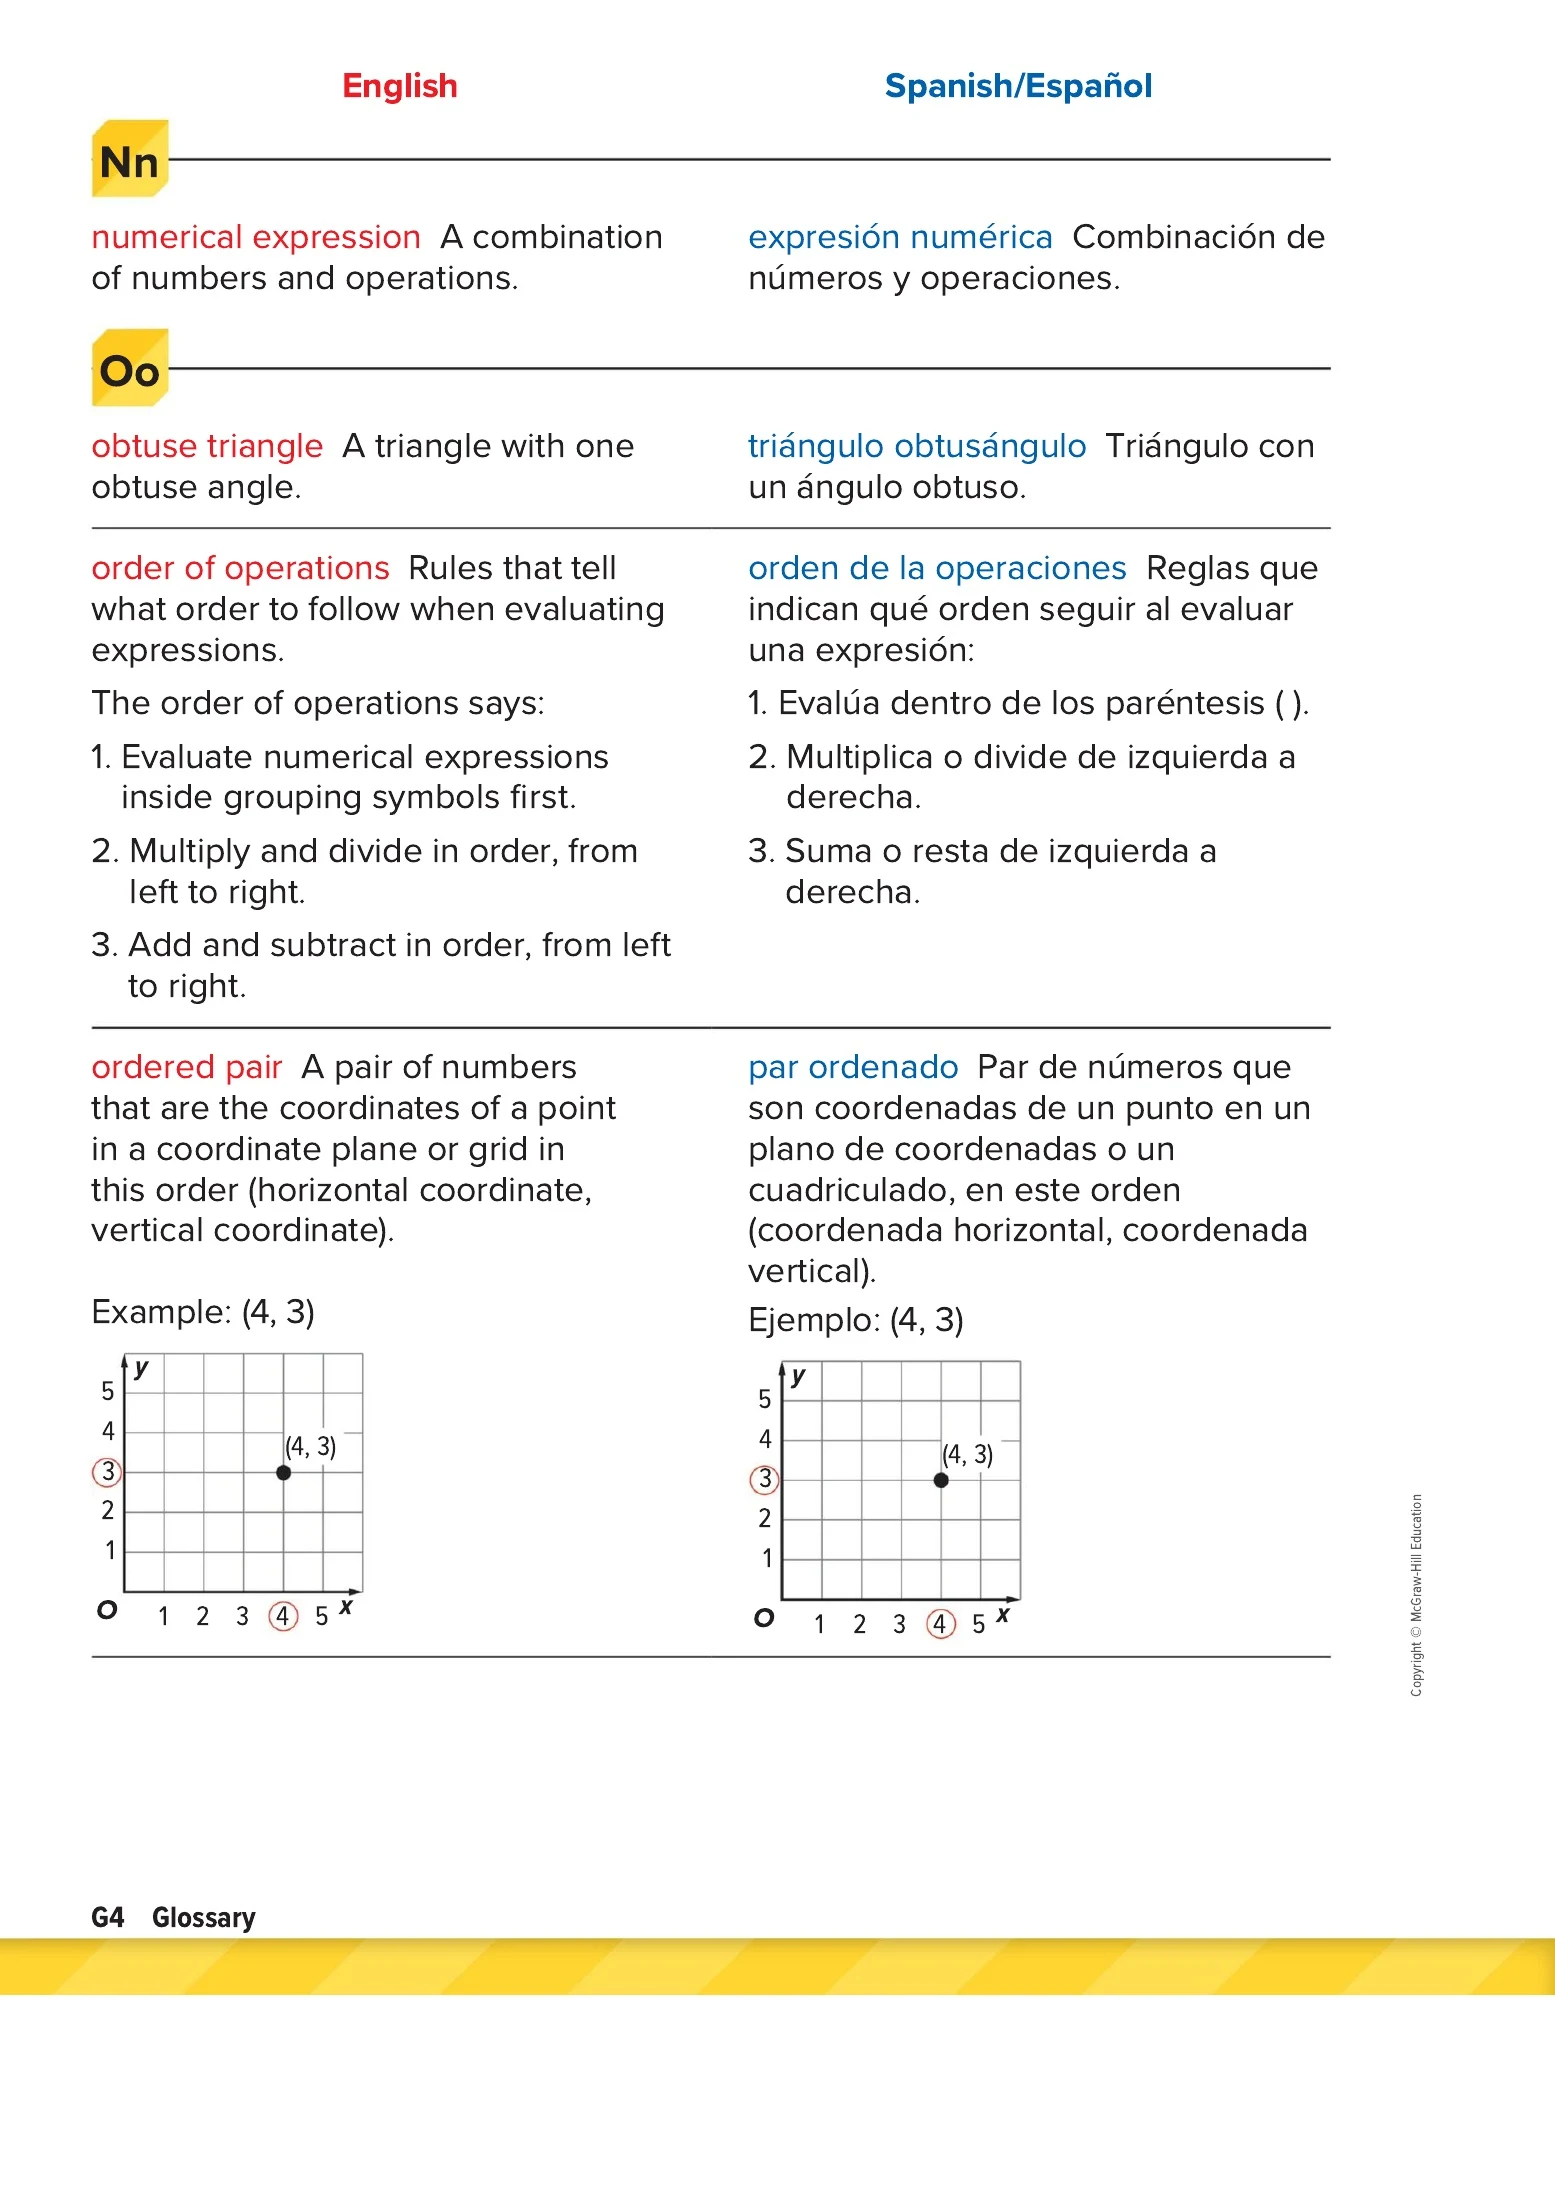 English
Spanish/Español
Nn
numerical expression A combination
of numbers and operations.
expresión numérica Combinación de
números y operaciones.
Oo
obtuse triangle A triangle with one
obtuse angle.
triángulo obtusángulo Triángulo con
un ángulo obtuso.
order of operations Rules that tell
what order to follow when evaluating
expressions.
The order of operations says:
1. Evaluate numerical expressions
inside grouping symbols first.
2. Multiply and divide in order, from
left to right.
3. Add and subtract in order, from left
to right.
orden de la operaciones Reglas que
indican qué orden seguir al evaluar
una expresión:
1. Evalúa dentro de los paréntesis ( ).
2. Multiplica o divide de izquierda a
derecha.
3. Suma o resta de izquierda a
derecha.
ordered pair A pair of numbers
that are the coordinates of a point
in a coordinate plane or grid in
this order (horizontal coordinate,
vertical coordinate).
Example: (4, 3)
y
5
4
(4, 3)
3
2
1
O 1 2 3 4 5 x
par ordenado Par de números que
son coordenadas de un punto en un
plano de coordenadas o un
cuadriculado, en este orden
(coordenada horizontal, coordenada
vertical).
Ejemplo: (4, 3)
y
5
4
(4, 3)
3
2
1
O 1 2 3 4 5 x
Copyright © McGraw-Hill Education
G4 Glossary